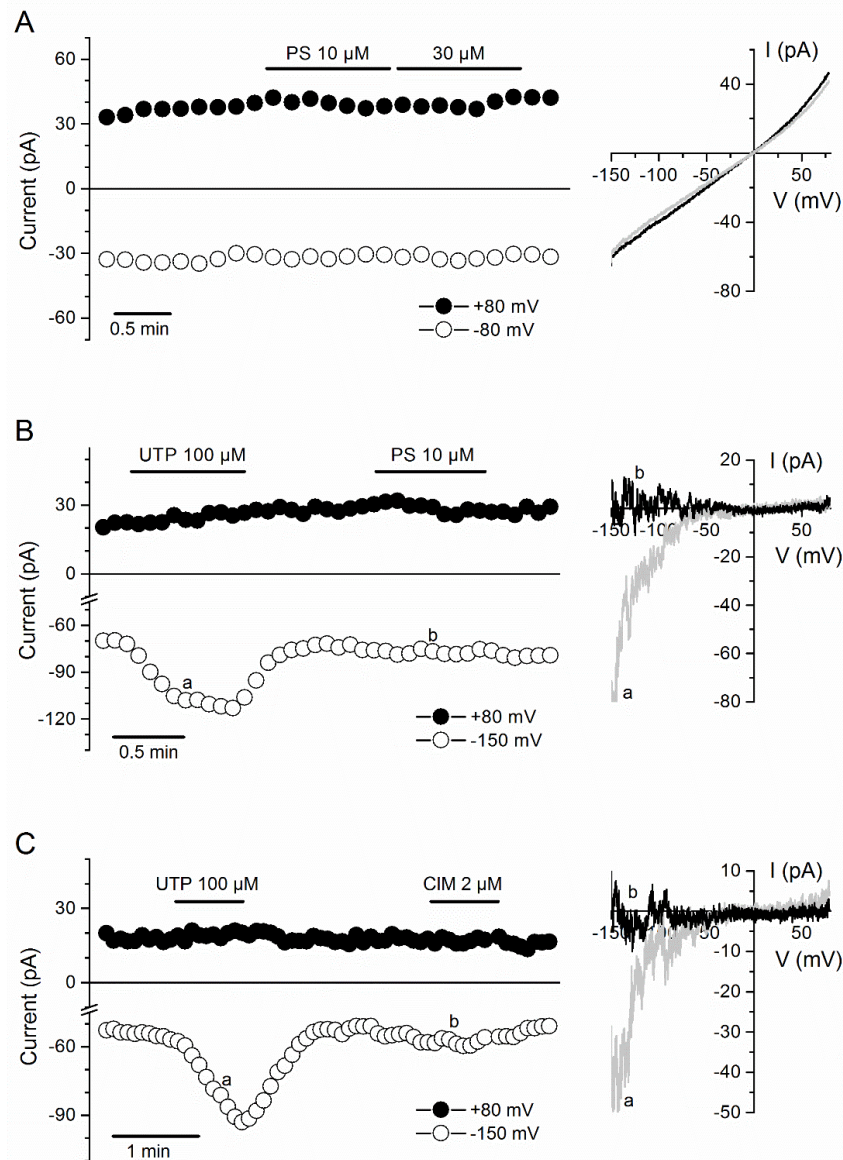 A
PS 10 µM
30 µM
Current (pA)
60
30
0
-30
-60
0.5 min
+80 mV
-80 mV
I (pA)
40
-150
-100
-50
50
V (mV)
-40
-80
B
UTP 100 µM
PS 10 µM
Current (pA)
30
0
-60
-90
-120
a
b
0.5 min
+80 mV
-150 mV
20
I (pA)
b
-150
-100
-50
50
V (mV)
-20
-40
-60
-80
a
C
UTP 100 µM
CIM 2 µM
Current (pA)
30
0
-60
-90
a
b
1 min
+80 mV
-150 mV
10
I (pA)
b
-150
-100
-50
50
V (mV)
-10
-20
-30
-40
-50
a